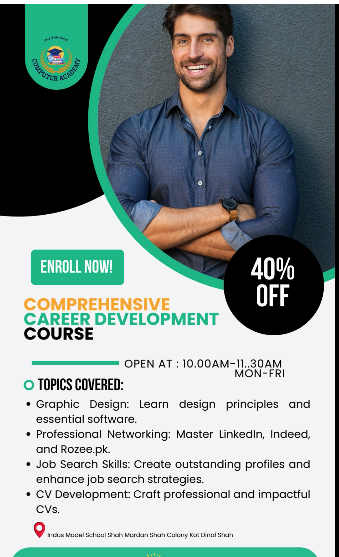 COMPUTAR ACADEMY
ENROLL NOW!
40%
OFF
COMPREHENSIVE
CAREER DEVELOPMENT
COURSE
OPEN AT : 10.00AM-11..30AM
MON-FRI
TOPICS COVERED:
• Graphic Design: Learn design principles and
essential software.
• Professional Networking: Master LinkedIn, Indeed,
and Rozee.pk.
• Job Search Skills: Create outstanding profiles and
enhance job search strategies.
• CV Development: Craft professional and impactful
CVs.
Indus Model School Shah Mardan Shah Colony Kot Dinal Shah